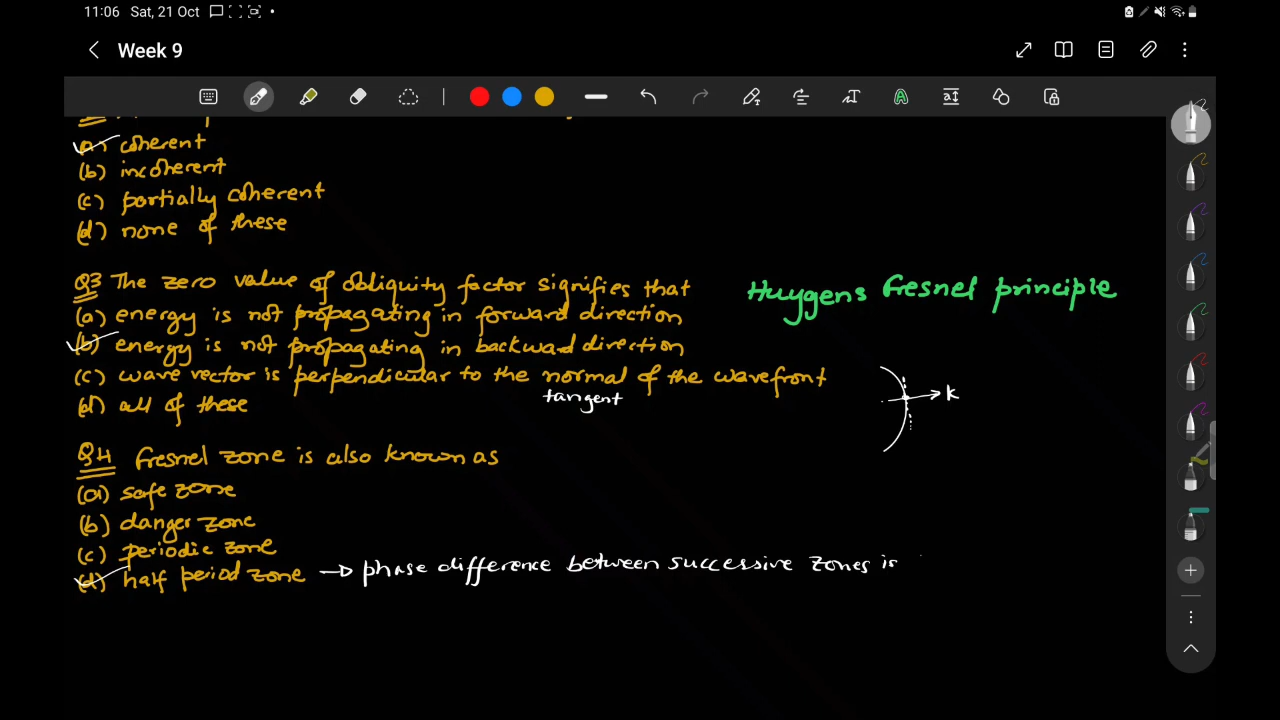 11:06 Sat, 21 Oct
Week 9
(a) coherent
(b) incoherent
(c) partially coherent
(d) none of these
Q3 The zero value of obliquity factor signifies that
Huygens Fresnel principle
(a) energy is not propagating in forward direction
(b) energy is not propagating in backward direction
(c) wave vector is perpendicular to the normal of the wavefront
tangent
k
(d) all of these
Q4 Fresnel zone is also known as
(a) safe zone
(b) danger zone
(c) periodic zone
(d) half period zone → phase difference between successive zones is